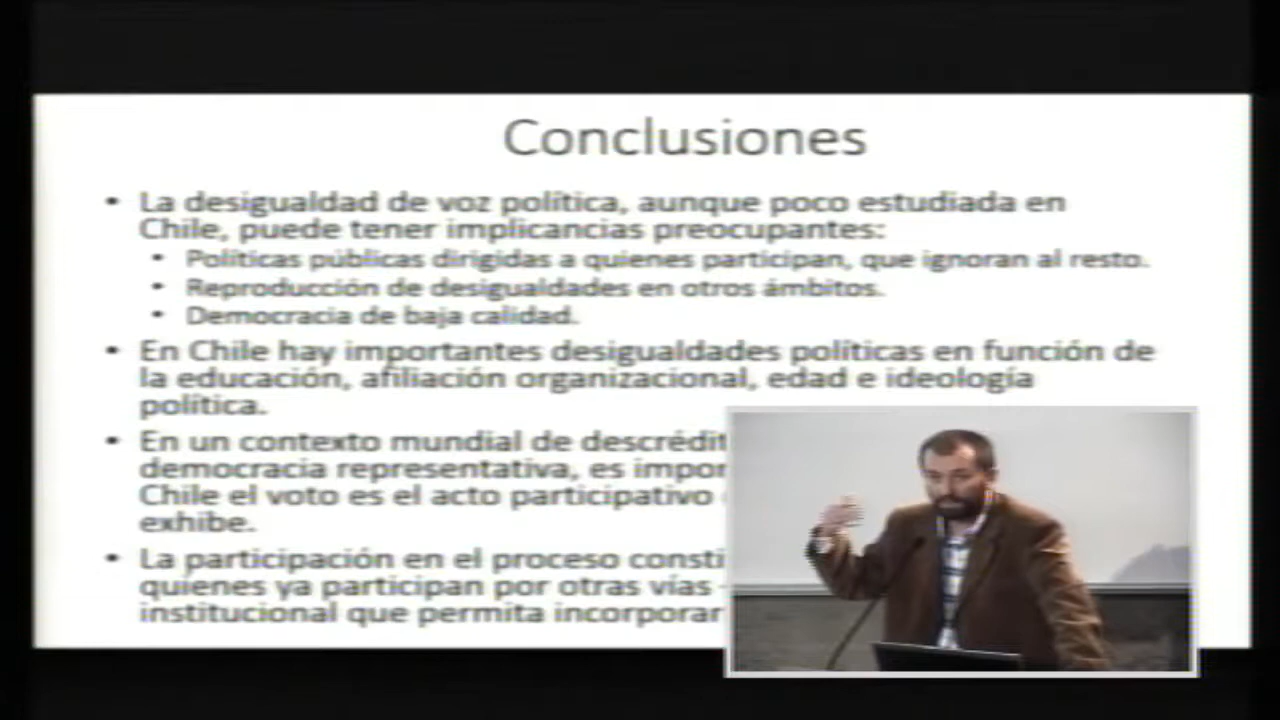 Conclusiones
• La desigualdad de voz política, aunque poco estudiada en
Chile, puede tener implicancias preocupantes:
• Políticas públicas dirigidas a quienes participan, que ignoran al resto.
• Reproducción de desigualdades en otros ámbitos.
• Democracia de baja calidad.
• En Chile hay importantes desigualdades políticas en función de
la educación, afiliación organizacional, edad e ideología
política.
• En un contexto mundial de descrédit
democracia representativa, es impor
Chile el voto es el acto participativo
exhibe.
• La participación en el proceso consti
quienes ya participan por otras vías
institucional que permita incorporar